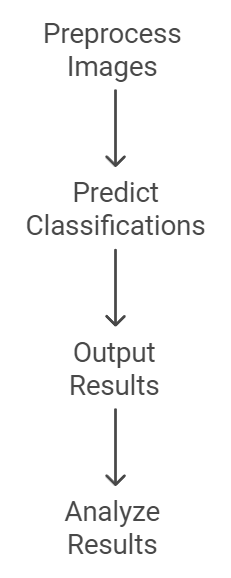 Preprocess
Images
Predict
Classifications
Output
Results
Analyze
Results